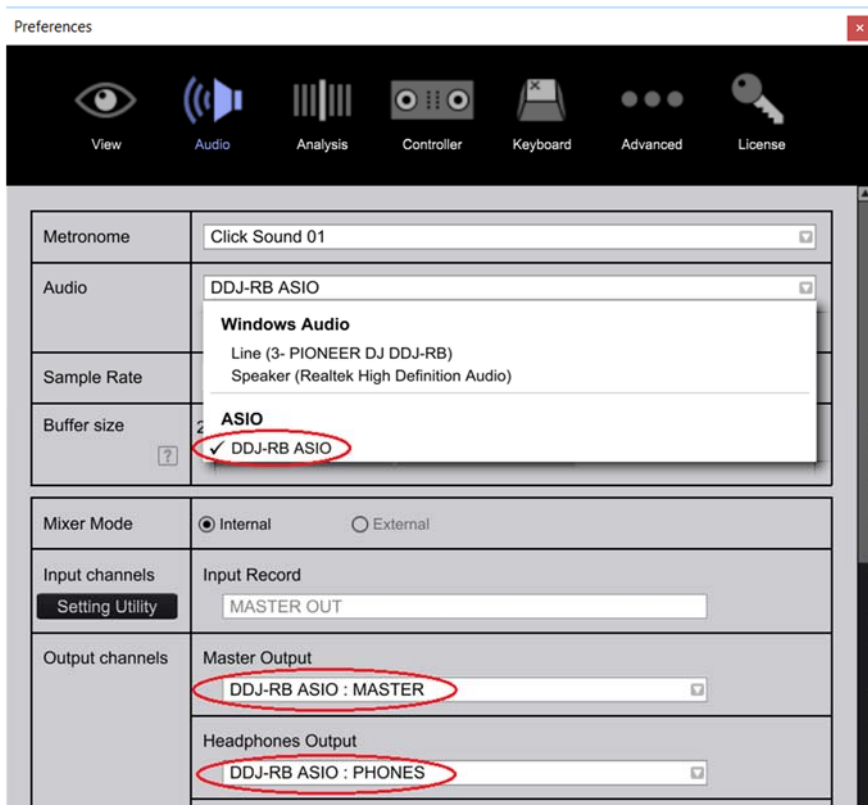 Preferences
View Audio Analysis Controller Keyboard Advanced License
Metronome Click Sound 01
Audio DDJ-RB ASIO
Windows Audio
Line (3- PIONEER DJ DDJ-RB)
Speaker (Realtek High Definition Audio)
Sample Rate
ASIO
Buffer size 2
✓ DDJ-RB ASIO
?
Mixer Mode Internal External
Input channels Input Record
Setting Utility MASTER OUT
Output channels Master Output
DDJ-RB ASIO : MASTER
Headphones Output
DDJ-RB ASIO : PHONES